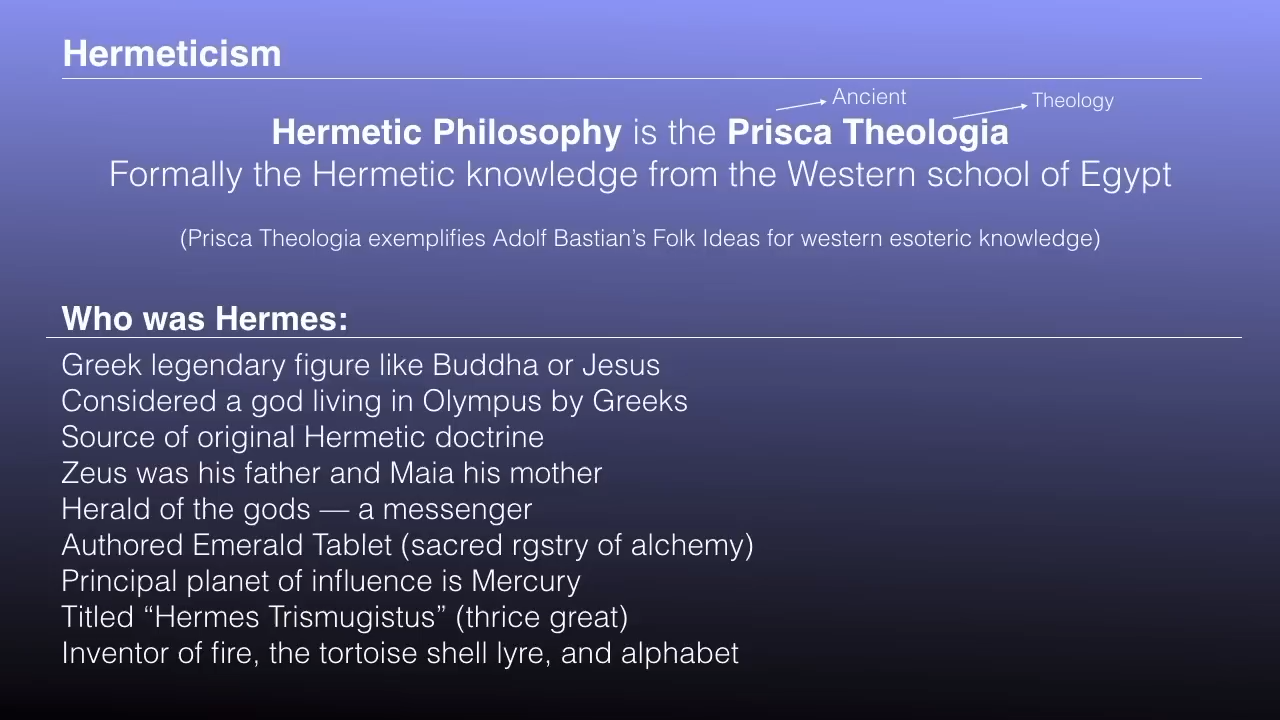 Hermeticism
Ancient
Theology
Hermetic Philosophy is the Prisca Theologia
Formally the Hermetic knowledge from the Western school of Egypt
(Prisca Theologia exemplifies Adolf Bastian’s Folk Ideas for western esoteric knowledge)
Who was Hermes:
Greek legendary figure like Buddha or Jesus
Considered a god living in Olympus by Greeks
Source of original Hermetic doctrine
Zeus was his father and Maia his mother
Herald of the gods — a messenger
Authored Emerald Tablet (sacred rgstry of alchemy)
Principal planet of influence is Mercury
Titled “Hermes Trismugistus” (thrice great)
Inventor of fire, the tortoise shell lyre, and alphabet